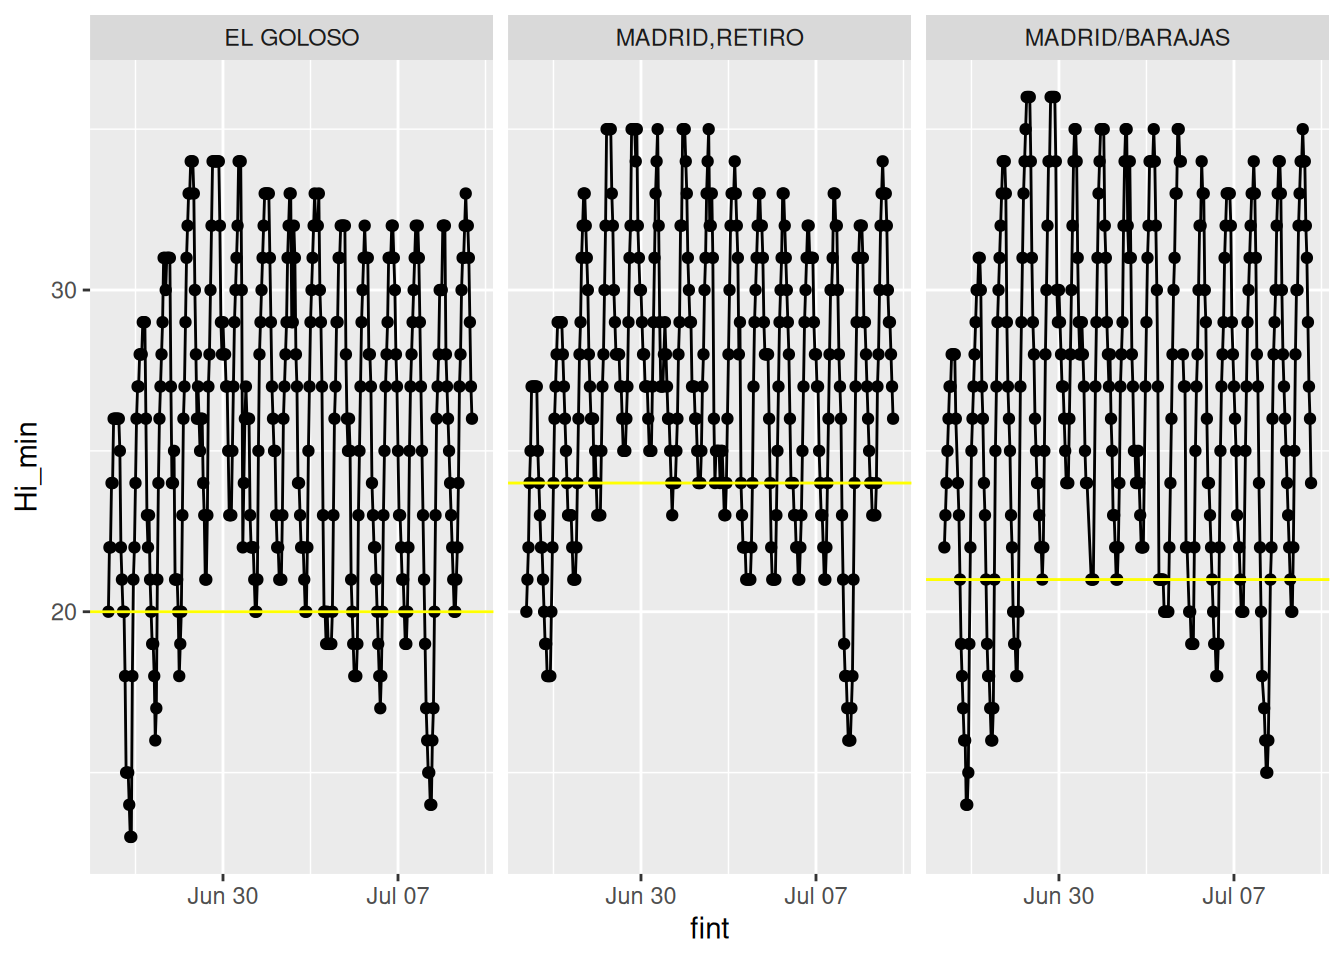 EL GOLOSO
MADRID,RETIRO
MADRID/BARAJAS
Hi_min
30
20
Jun 30
Jul 07
Jun 30
Jul 07
Jun 30
Jul 07
fint